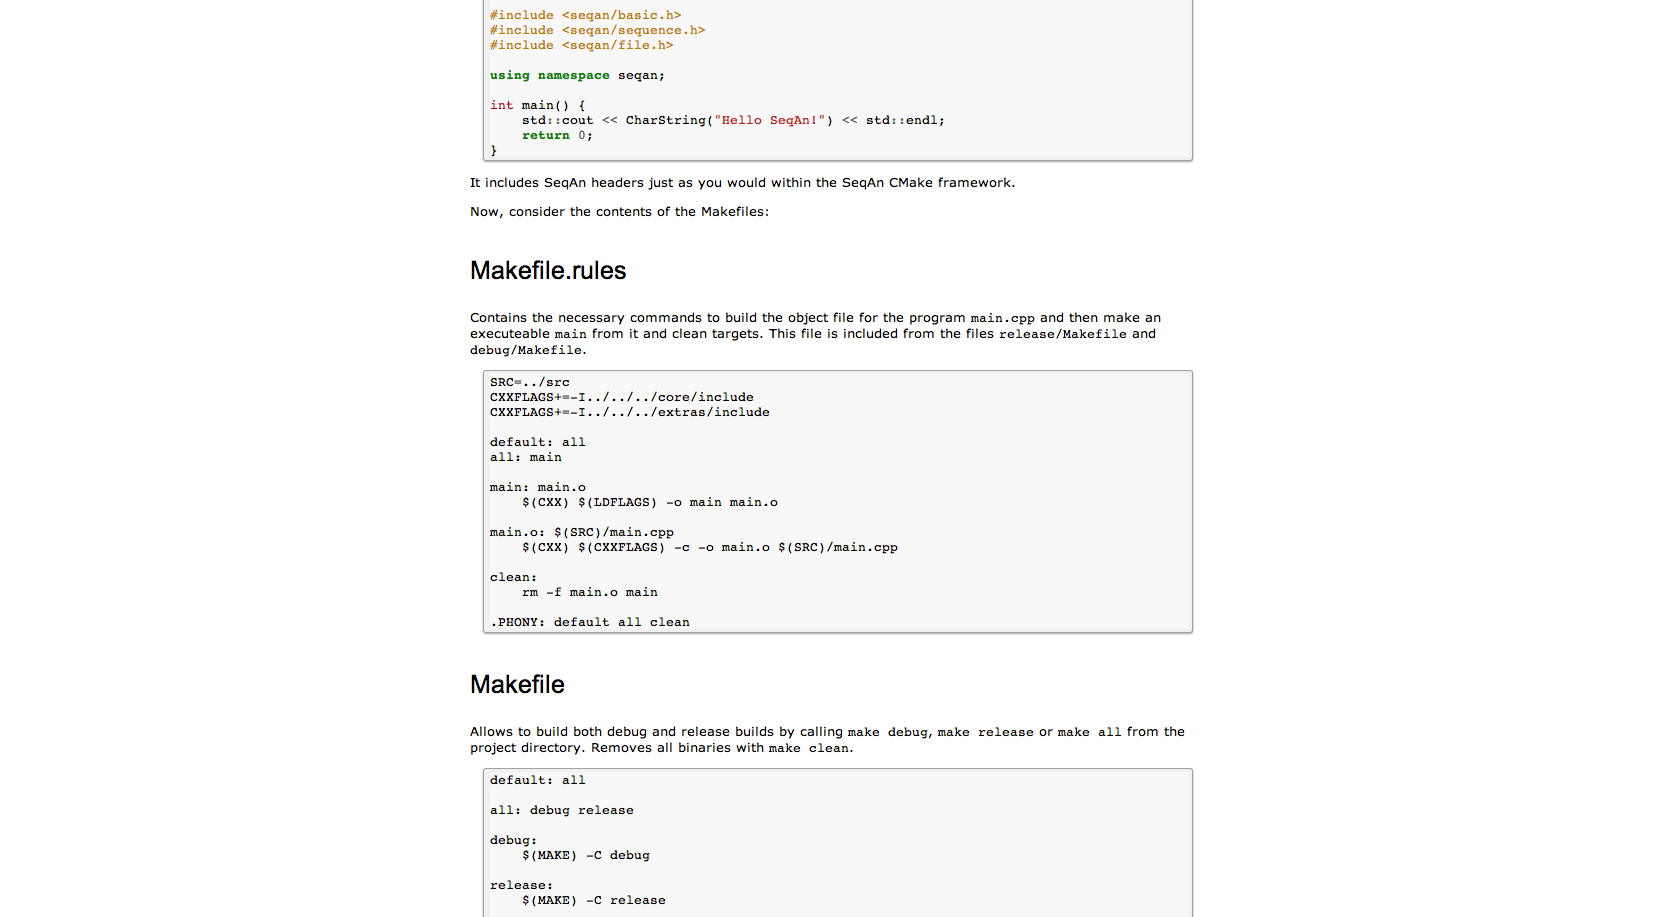 #include <seqan/basic.h>
#include <seqan/sequence.h>
#include <seqan/file.h>
using namespace seqan;
int main() {
std::cout << CharString("Hello SeqAn!") << std::endl;
return 0;
}
It includes SeqAn headers just as you would within the SeqAn CMake framework.
Now, consider the contents of the Makefiles:
Makefile.rules
Contains the necessary commands to build the object file for the program main.cpp and then make an
executeable main from it and clean targets. This file is included from the files release/Makefile and
debug/Makefile.
SRC=../src
CXXFLAGS+=-I../../../core/include
CXXFLAGS+=-I../../../extras/include
default: all
all: main
main: main.o
$(CXX) $(LDFLAGS) -o main main.o
main.o: $(SRC)/main.cpp
$(CXX) $(CXXFLAGS) -c -o main.o $(SRC)/main.cpp
clean:
rm -f main.o main
.PHONY: default all clean
Makefile
Allows to build both debug and release builds by calling make debug, make release or make all from the
project directory. Removes all binaries with make clean.
default: all
all: debug release
debug:
$(MAKE) -C debug
release:
$(MAKE) -C release